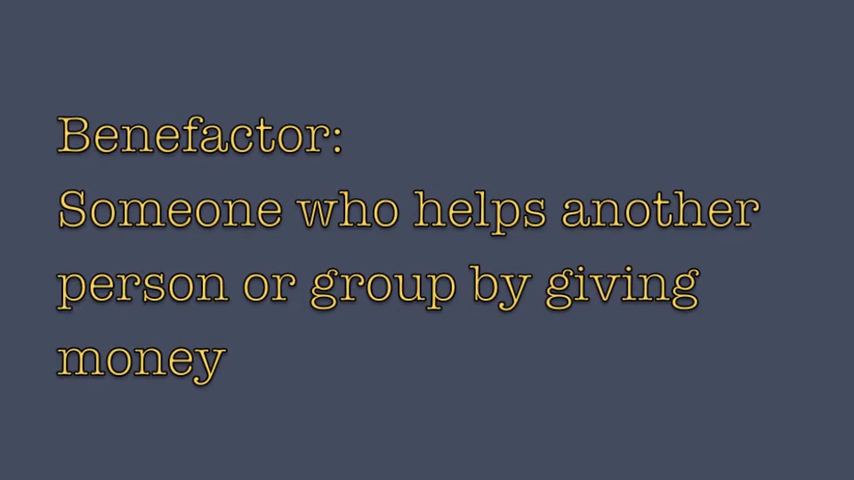 Benefactor:
Someone who helps another
person or group by giving
money